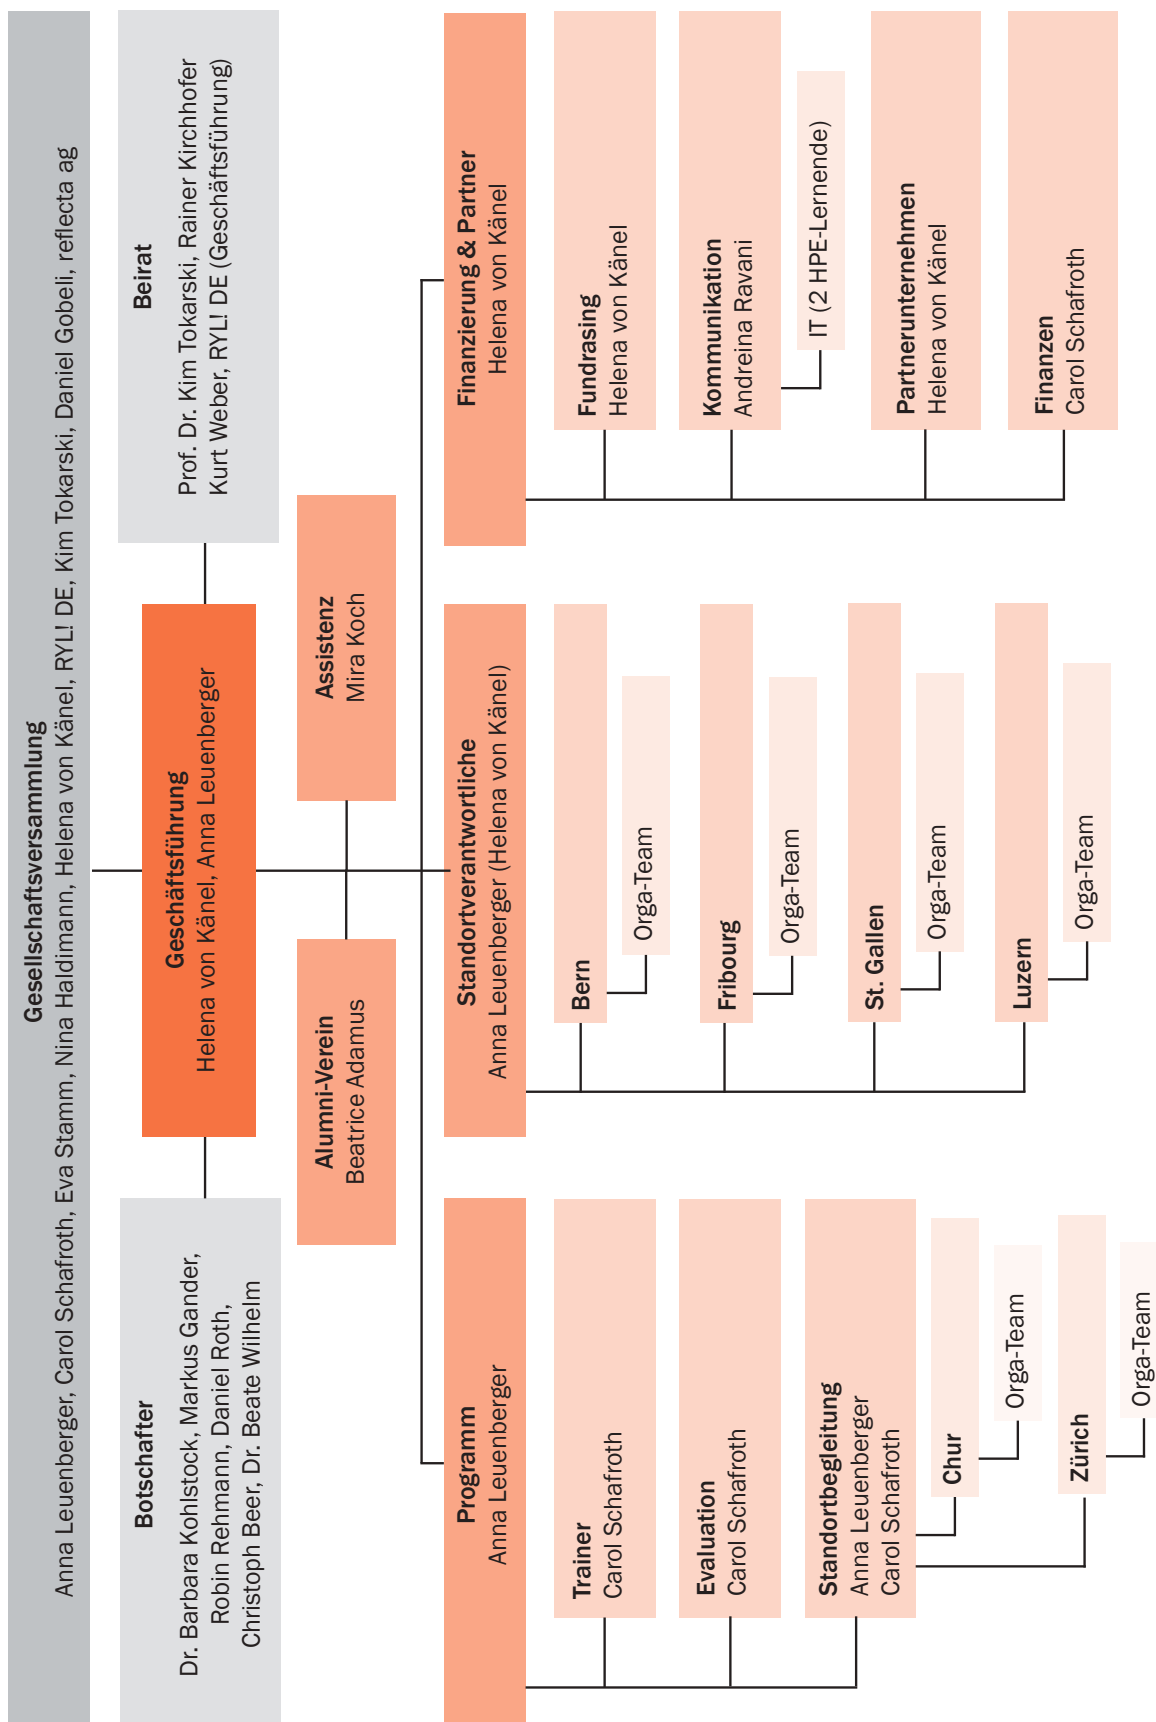 Gesellschaftsversammlung
Anna Leuenberger, Carol Schafroth, Eva Stamm, Nina Haldimann, Helena von Känel, RYL! DE, Kim Tokarski, Daniel Gobeli, reflecta ag
Botschafter
Dr. Barbara Kohlstock, Markus Gander,
Robin Rehmann, Daniel Roth,
Christoph Beer, Dr. Beate Wilhelm
Geschäftsführung
Helena von Känel, Anna Leuenberger
Beirat
Prof. Dr. Kim Tokarski, Rainer Kirchhofer
Kurt Weber, RYL! DE (Geschäftsführung)
Alumni-Verein
Beatrice Adamus
Assistenz
Mira Koch
Programm
Anna Leuenberger
Trainer
Carol Schafroth
Evaluation
Carol Schafroth
Standortbegleitung
Anna Leuenberger
Carol Schafroth
Chur
Orga-Team
Zürich
Orga-Team
Standortverantwortliche
Anna Leuenberger (Helena von Känel)
Bern
Orga-Team
Fribourg
Orga-Team
St. Gallen
Orga-Team
Luzern
Orga-Team
Finanzierung & Partner
Helena von Känel
Fundrasing
Helena von Känel
Kommunikation
Andreina Ravani
IT (2 HPE-Lernende)
Partnerunternehmen
Helena von Känel
Finanzen
Carol Schafroth